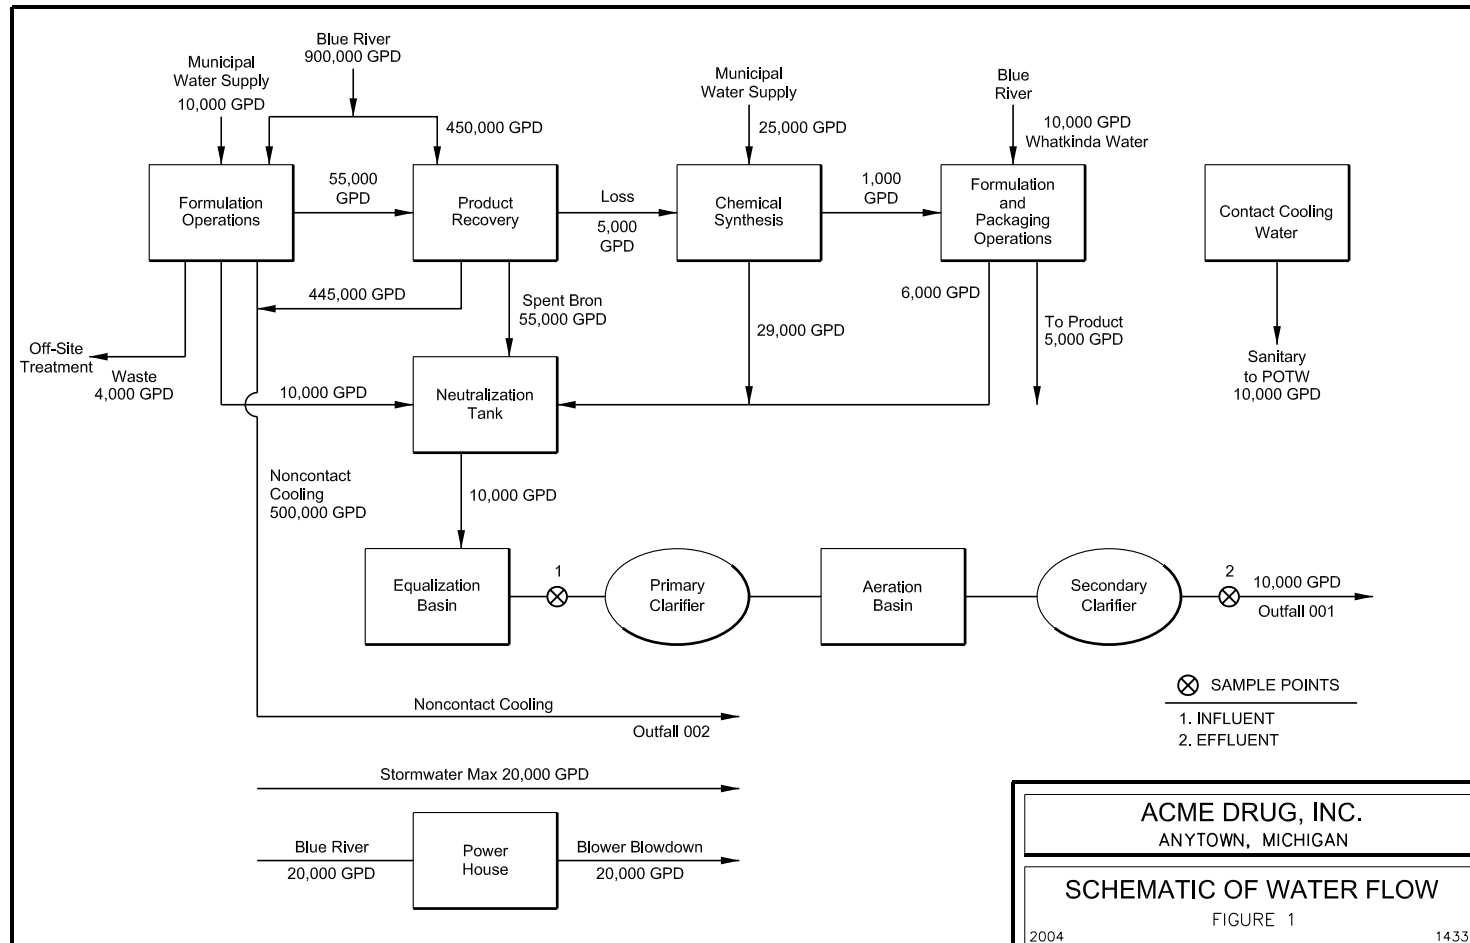 Blue River
900,000 GPD
Municipal
Water Supply
10,000 GPD
450,000 GPD
Municipal
Water Supply
25,000 GPD
Blue
River
10,000 GPD
Whatkinda Water
Formulation
Operations
55,000
GPD
Product
Recovery
Loss
5,000
GPD
Chemical
Synthesis
1,000
GPD
Formulation
and
Packaging
Operations
Contact Cooling
Water
445,000 GPD
Spent Bron
55,000 GPD
29,000 GPD
6,000 GPD
To Product
5,000 GPD
Off-Site
Treatment
Waste
4,000 GPD
10,000 GPD
Neutralization
Tank
Sanitary
to POTW
10,000 GPD
Noncontact
Cooling
500,000 GPD
10,000 GPD
Equalization
Basin
1
Primary
Clarifier
Aeration
Basin
Secondary
Clarifier
2
10,000 GPD
Outfall 001
SAMPLE POINTS
1. INFLUENT
2. EFFLUENT
Noncontact Cooling
Outfall 002
Stormwater Max 20,000 GPD
Blue River
20,000 GPD
Power
House
Blower Blowdown
20,000 GPD
ACME DRUG, INC.
ANYTOWN, MICHIGAN
SCHEMATIC OF WATER FLOW
FIGURE 1
2004
1433